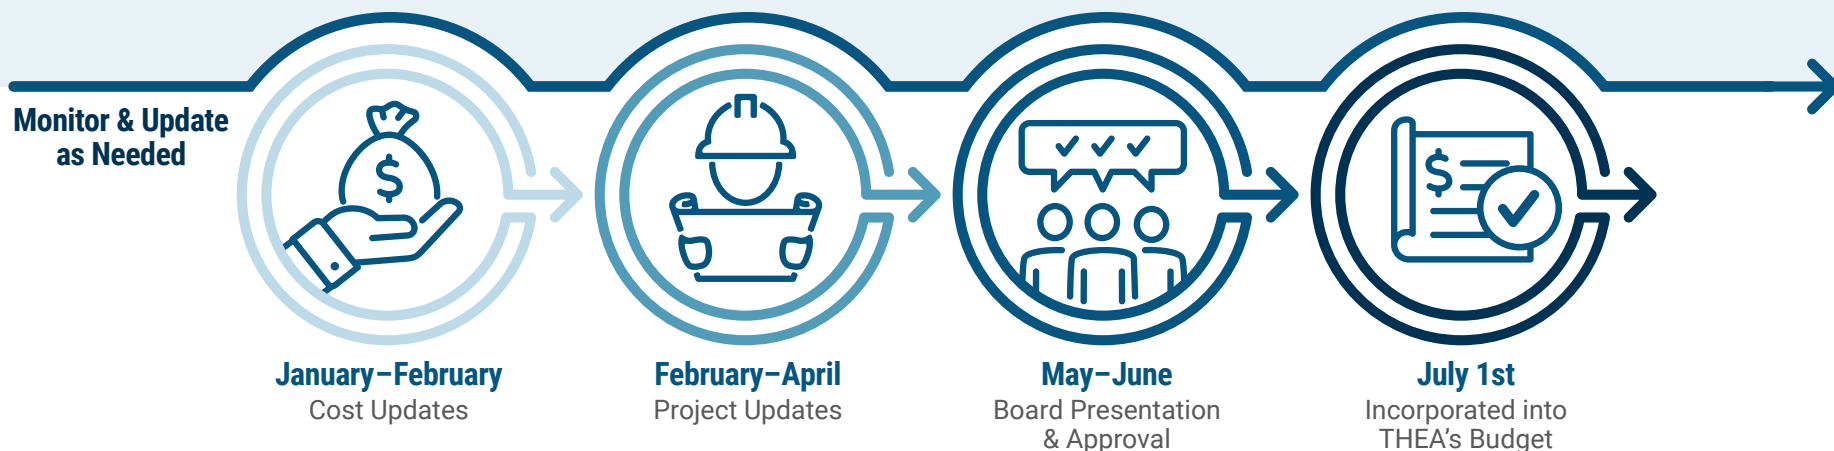 Monitor & Update
as Needed
$
$
January–February
Cost Updates
February–April
Project Updates
May–June
Board Presentation
& Approval
July 1st
Incorporated into
THEA's Budget